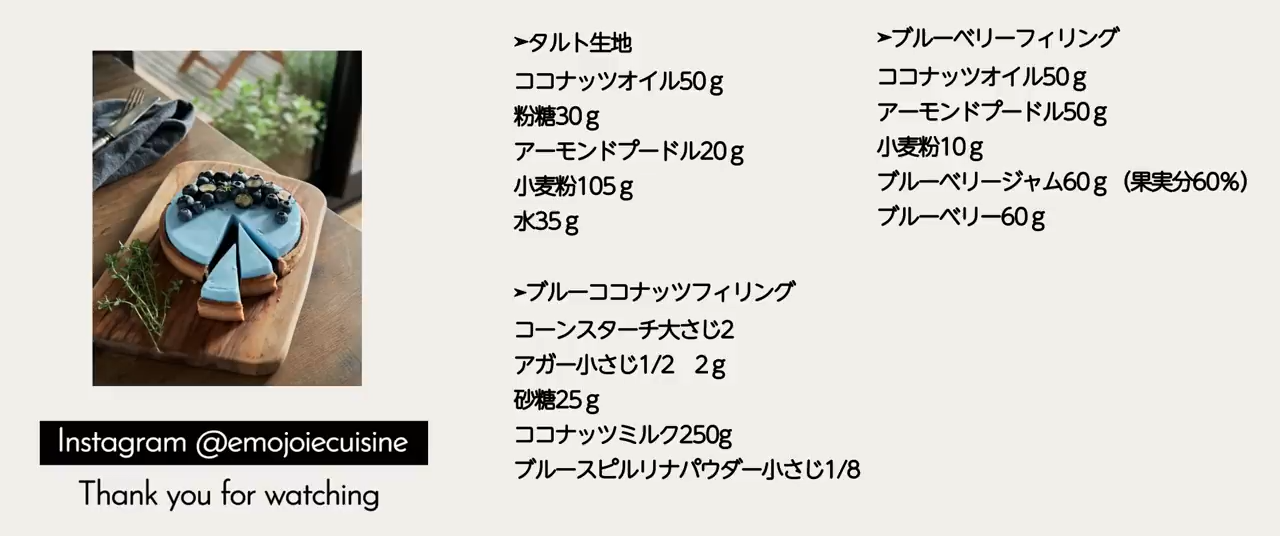 ➢タルト生地
ココナッツオイル50ｇ
粉糖30ｇ
アーモンドプードル20ｇ
小麦粉105ｇ
水35ｇ
➢ブルーココナッツフィリング
コーンスターチ大さじ2
アガー小さじ1/2　2ｇ
砂糖25ｇ
ココナッツミルク250g
ブルースピルリナパウダー小さじ1/8
➢ブルーベリーフィリング
ココナッツオイル50ｇ
アーモンドプードル50ｇ
小麦粉10ｇ
ブルーベリージャム60ｇ（果実分60%）
ブルーベリー60ｇ
Instagram @emojoiecuisine
Thank you for watching